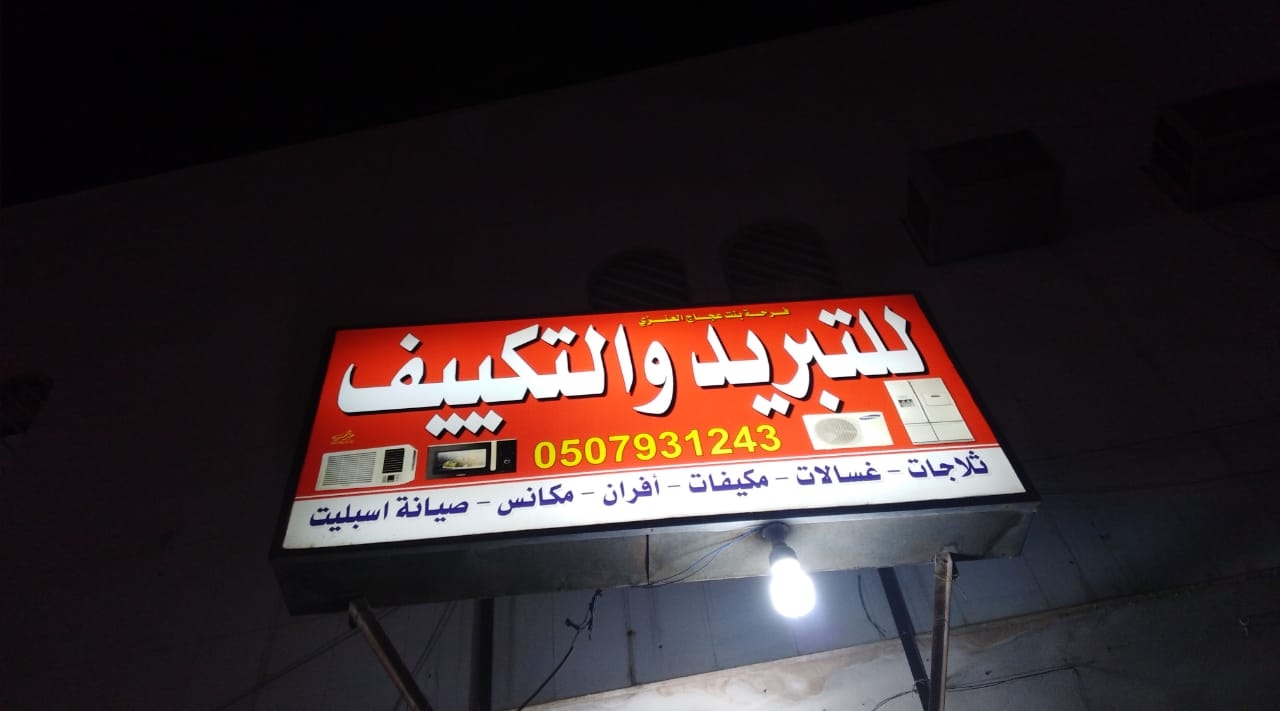 فرحة بنت عجاج العنزي
للتبريد والتكييف
0507931243
ثلاجات - غسالات - مكيفات - أفران - مكانس - صيانة اسبليت